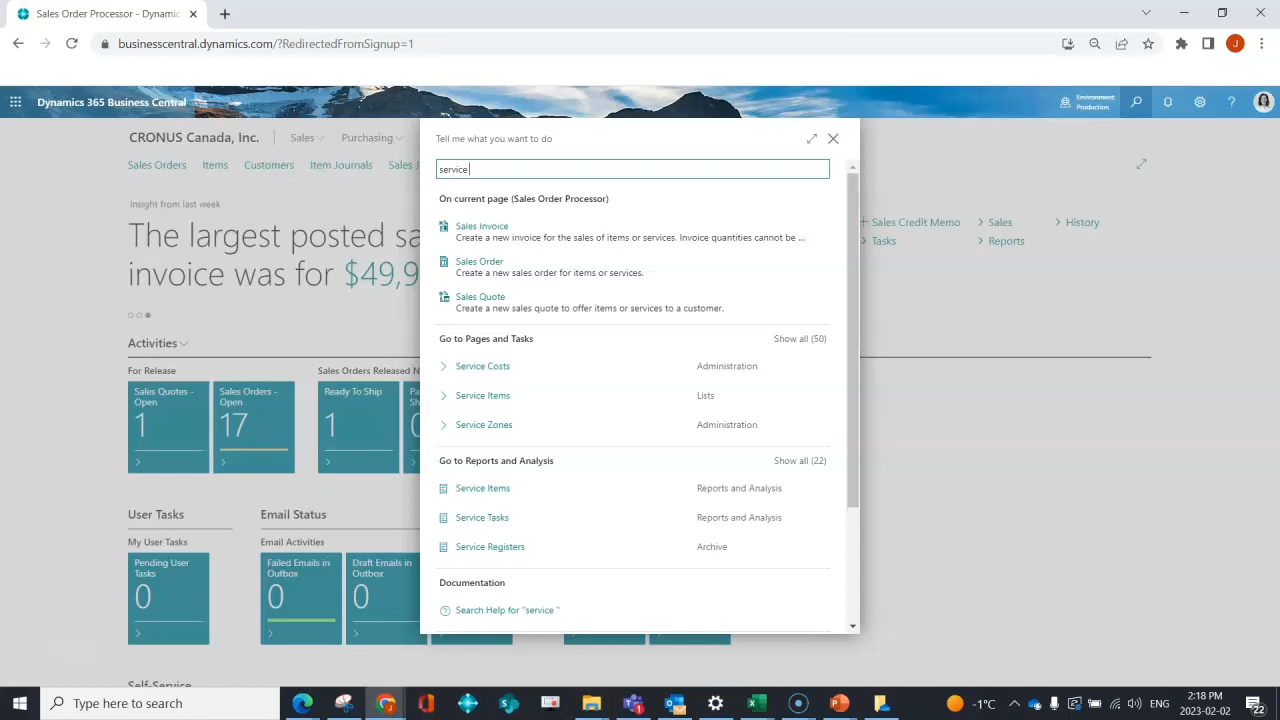 Sales Order Processor - Dynamic
businesscentral.dynamics.com/?RedirectedFromSignup=1
J
Dynamics 365 Business Central
Environment
Production
CRONUS Canada, Inc.
Sales
Purchasing
Sales Orders
Items
Customers
Item Journals
Sales J
Insight from last week
The largest posted sa
invoice was for $49,9
Activities
For Release
Sales Orders Released N
Sales Quotes -
Open
1
Sales Orders -
Open
17
Ready To Ship
1
Pa
Sh
0
User Tasks
My User Tasks
Pending User
Tasks
0
Email Status
Email Activities
Failed Emails in
Outbox
0
Draft Emails in
Outbox
0
Self-Service
Tell me what you want to do
service
On current page (Sales Order Processor)
Sales Invoice
Create a new invoice for the sales of items or services. Invoice quantities cannot be ...
Sales Order
Create a new sales order for items or services.
Sales Quote
Create a new sales quote to offer items or services to a customer.
Go to Pages and Tasks
Show all (50)
Service Costs
Administration
Service Items
Lists
Service Zones
Administration
Go to Reports and Analysis
Show all (22)
Service Items
Reports and Analysis
Service Tasks
Reports and Analysis
Service Registers
Archive
Documentation
Search Help for "service "
Sales Credit Memo
Sales
History
Tasks
Reports
Type here to search
1
-1°C
ENG
2:18 PM
2023-02-02
22